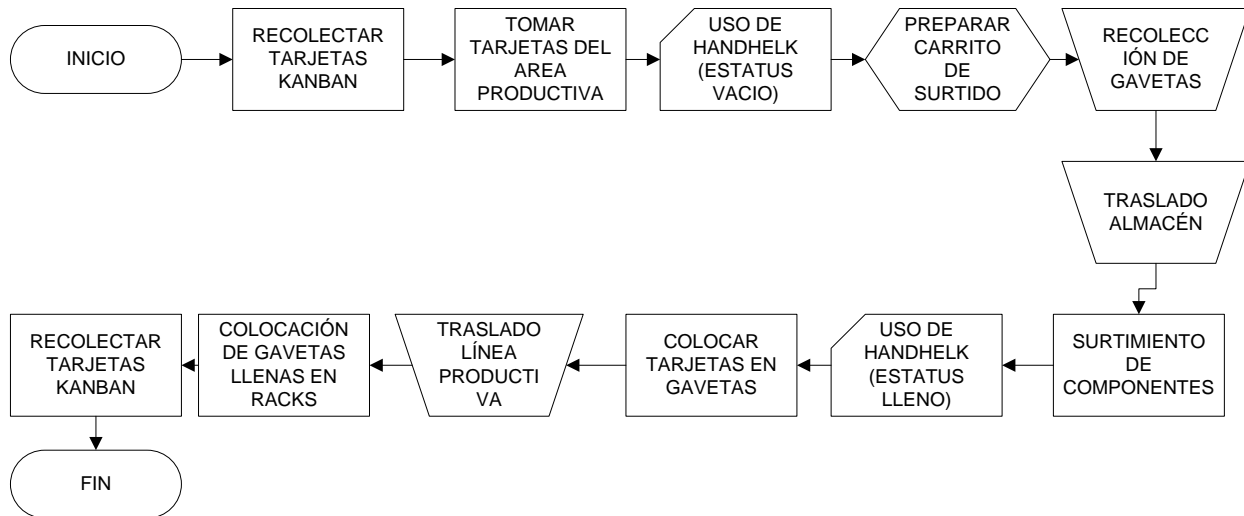 INICIO
RECOLECTAR
TARJETAS
KANBAN
TOMAR
TARJETAS DEL
AREA
PRODUCTIVA
USO DE
HANDHELK
(ESTATUS
VACIO)
PREPARAR
CARRITO
DE
SURTIDO
RECOLECC
IÓN DE
GAVETAS
TRASLADO
ALMACÉN
SURTIMIENTO
DE
COMPONENTES
USO DE
HANDHELK
(ESTATUS
LLENO)
COLOCAR
TARJETAS EN
GAVETAS
TRASLADO
LÍNEA
PRODUCTI
VA
COLOCACIÓN
DE GAVETAS
LLENAS EN
RACKS
RECOLECTAR
TARJETAS
KANBAN
FIN